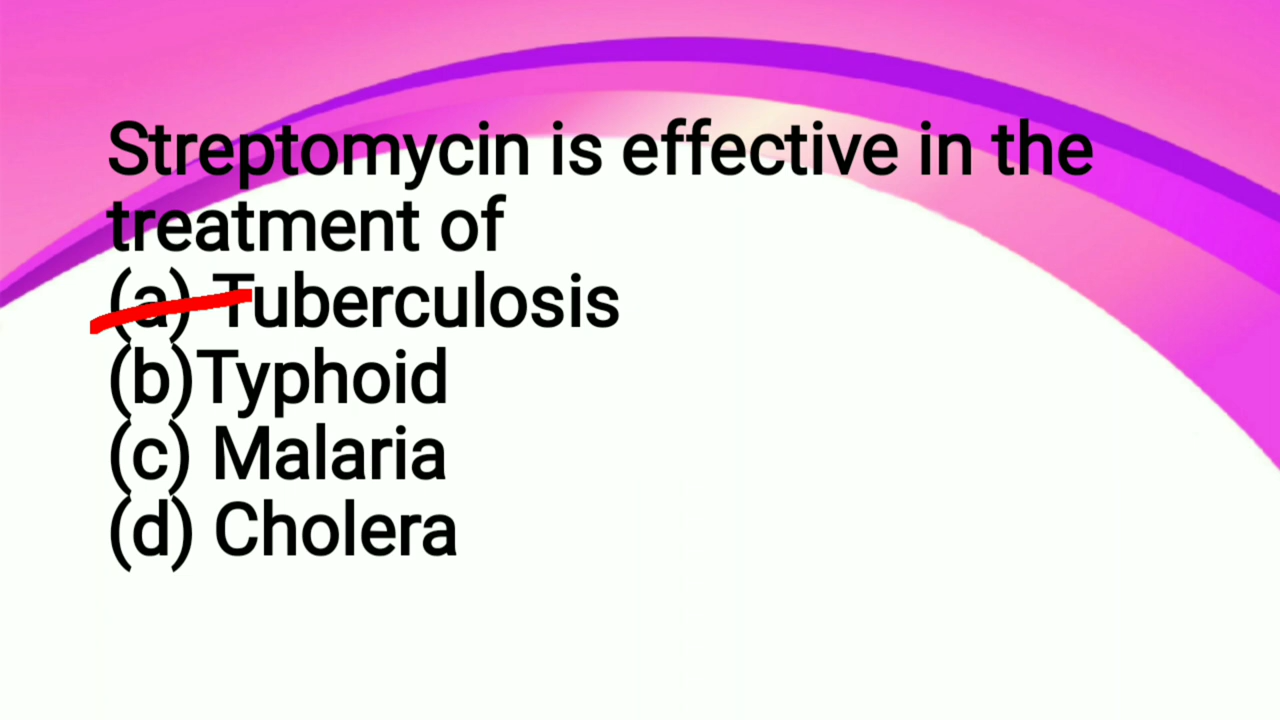 Streptomycin is effective in the
treatment of
(a) Tuberculosis
(b)Typhoid
(c) Malaria
(d) Cholera